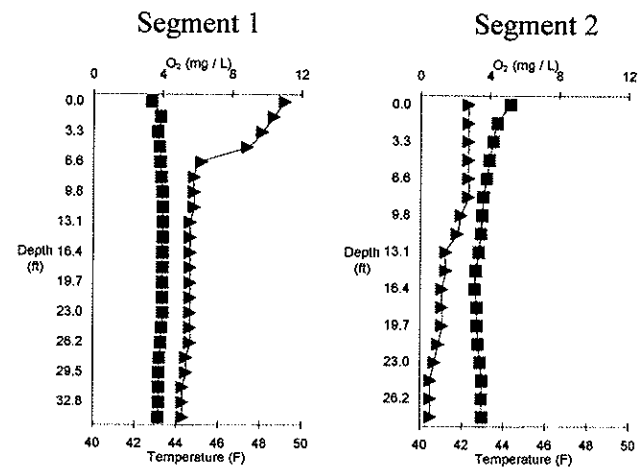 Segment 1
O₂ (mg / L)
0 4 8 12
0.0
3.3
6.6
9.8
13.1
Depth
(ft)
16.4
19.7
23.0
26.2
29.5
32.8
40 42 44 46 48 50
Temperature (F)
Segment 2
O₂ (mg / L)
0 4 8 12
0.0
3.3
6.6
9.8
13.1
Depth
(ft)
16.4
19.7
23.0
26.2
40 42 44 46 48 50
Temperature (F)